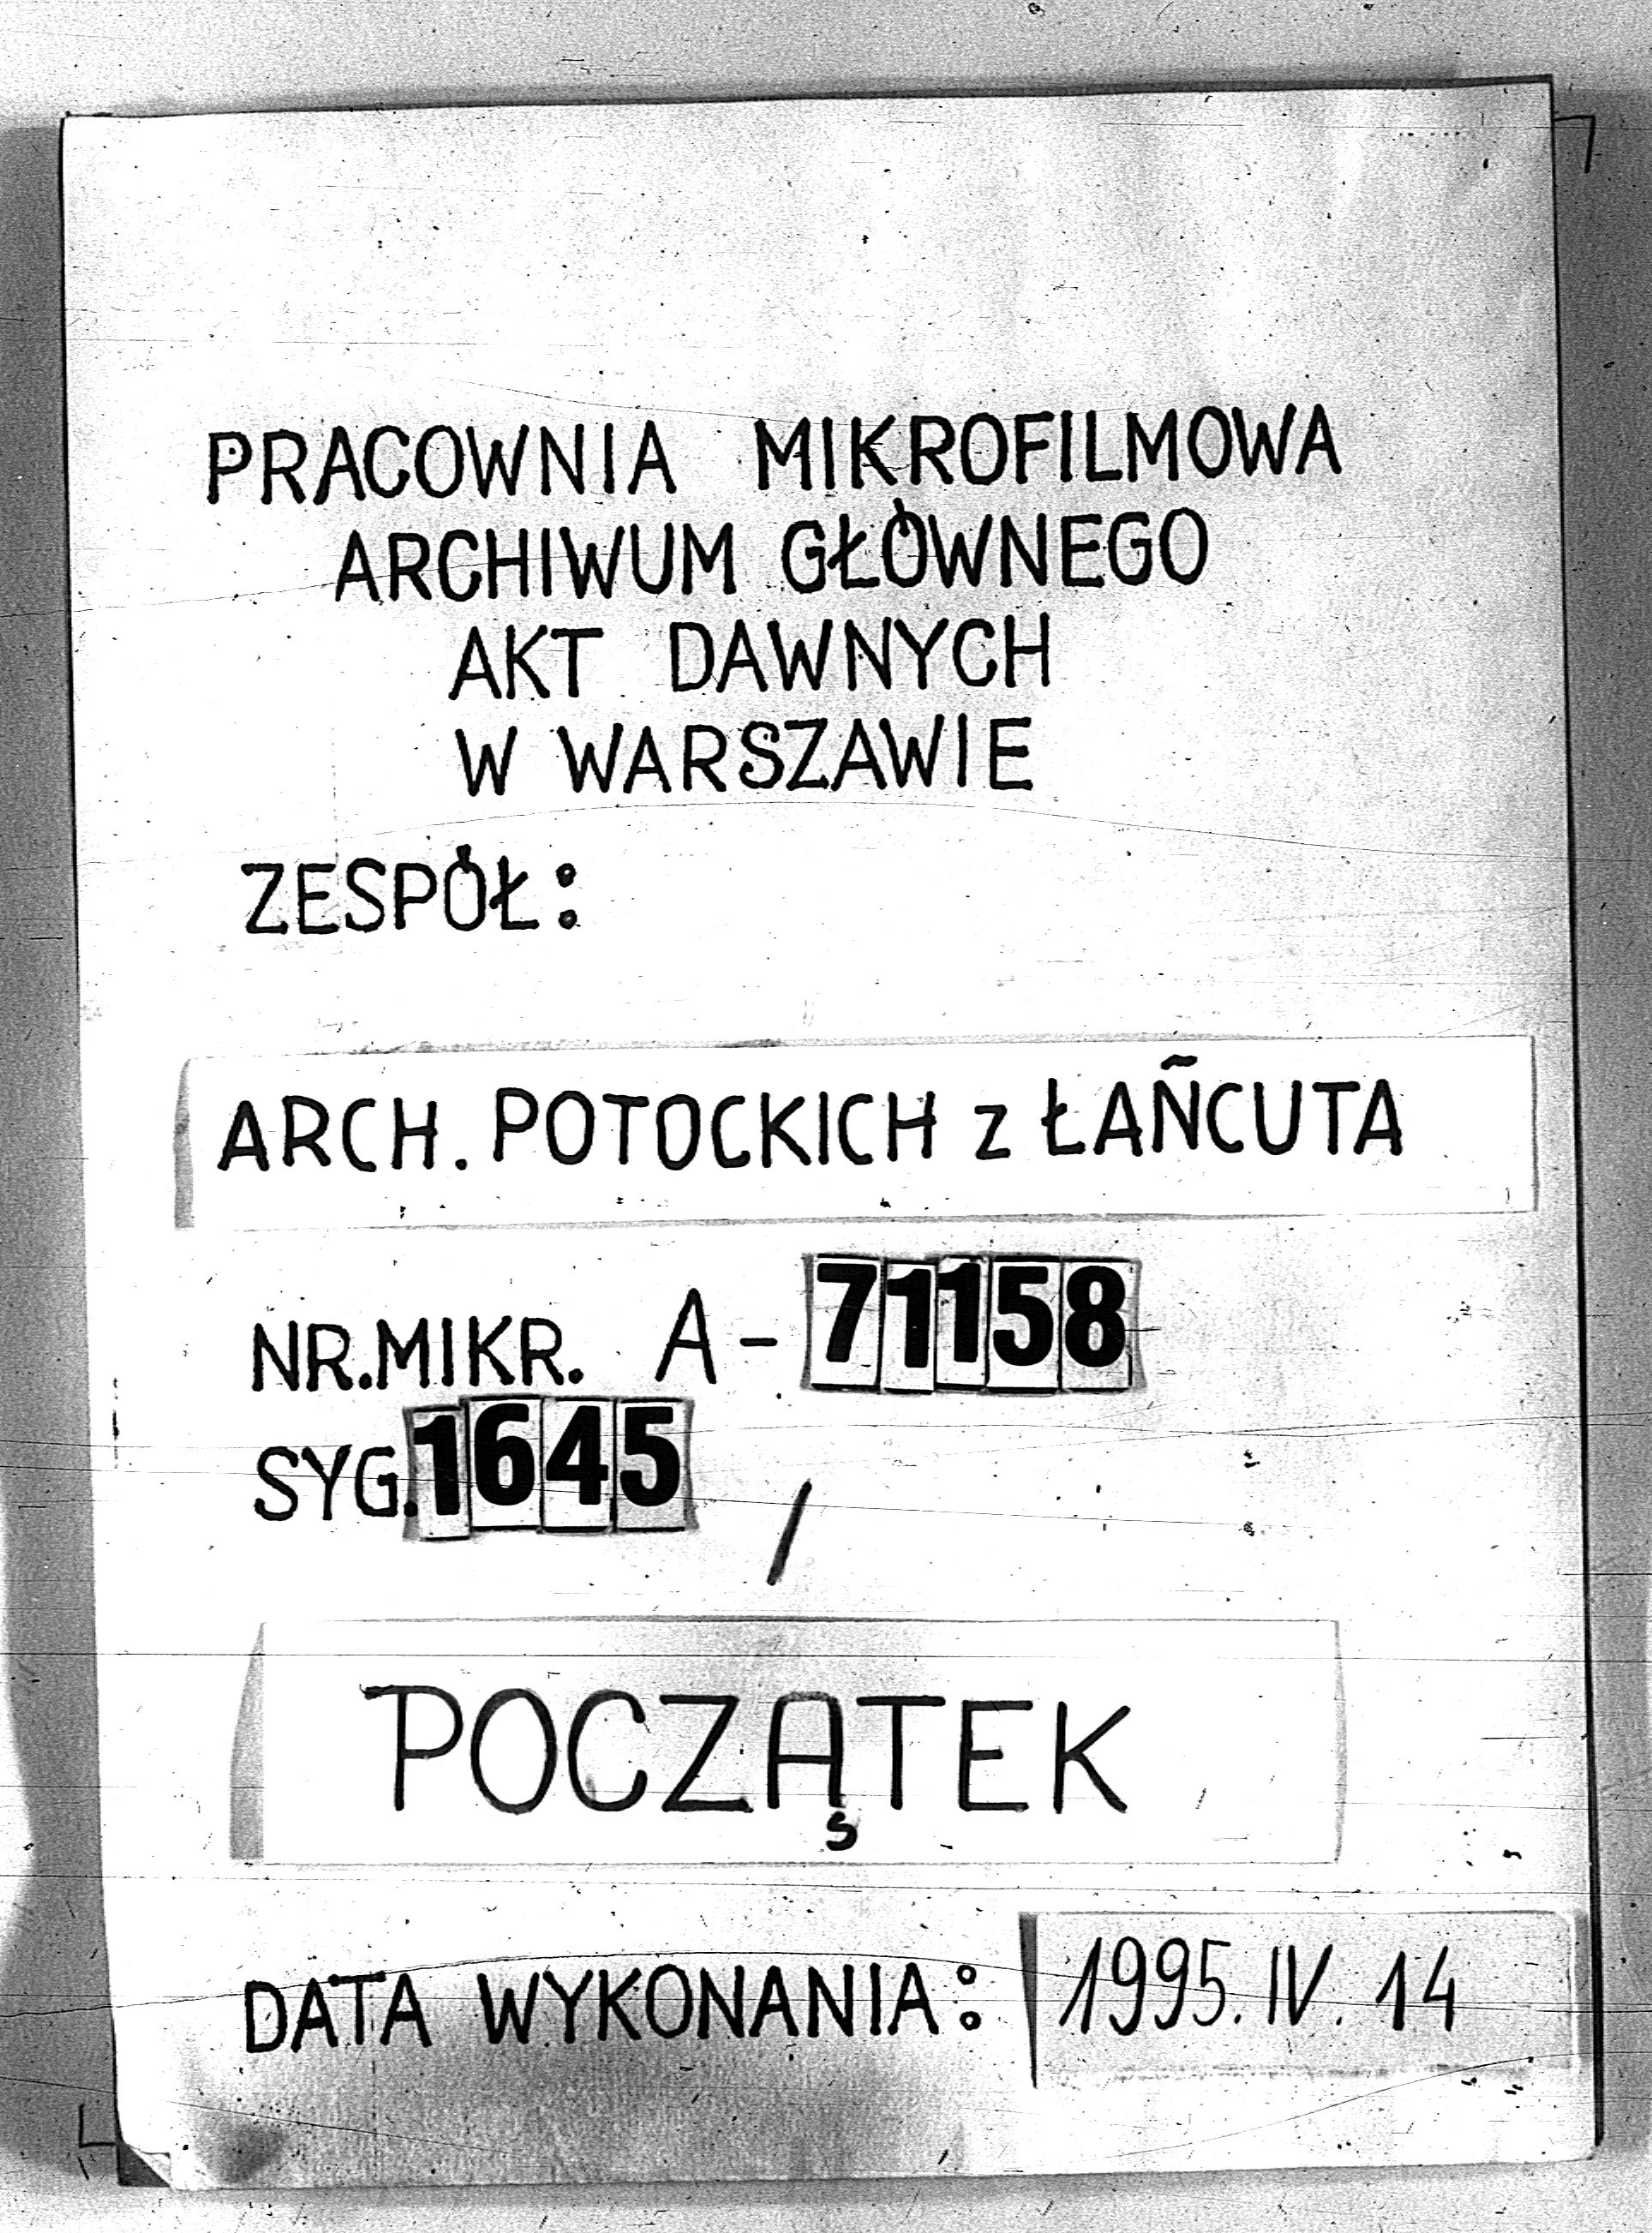 PRACOWNIA MIKROFILMOWA
ARCHIWUM GŁÓWNEGO
AKT DAWNYCH
W WARSZAWIE
ZESPÓŁ:
ARCH. POTOCKICH z ŁAŃCUTA
NR.MIKR. A-71158
SYG.1645 /
POCZĄTEK
DATA WYKONANIA: 1995.IV.14